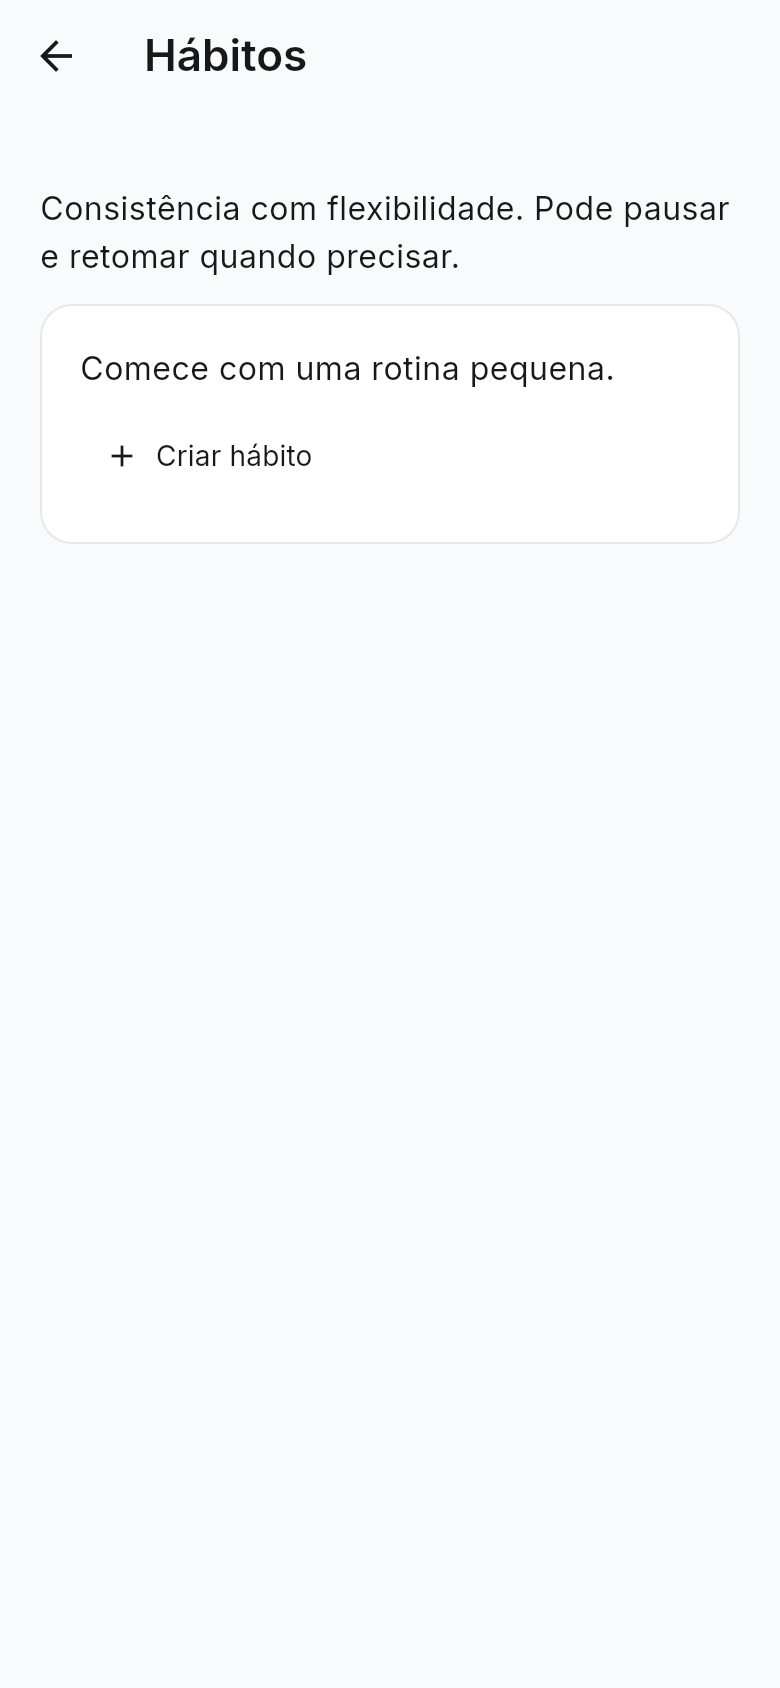 Hábitos
Consistência com flexibilidade. Pode pausar
e retomar quando precisar.
Comece com uma rotina pequena.
Criar hábito